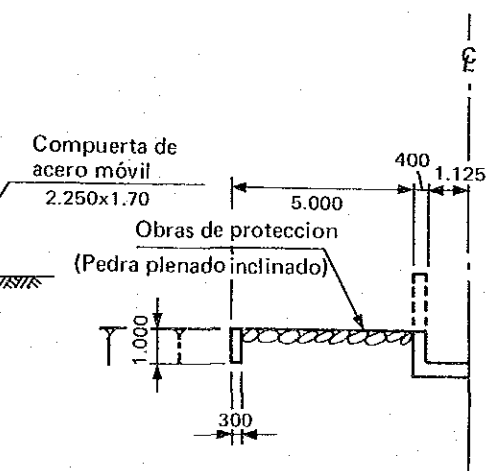 ℄
Compuerta de
acero móvil
2.250x1.70
400
1.125
5.000
Obras de proteccion
(Pedra plenado inclinado)
1.000
300